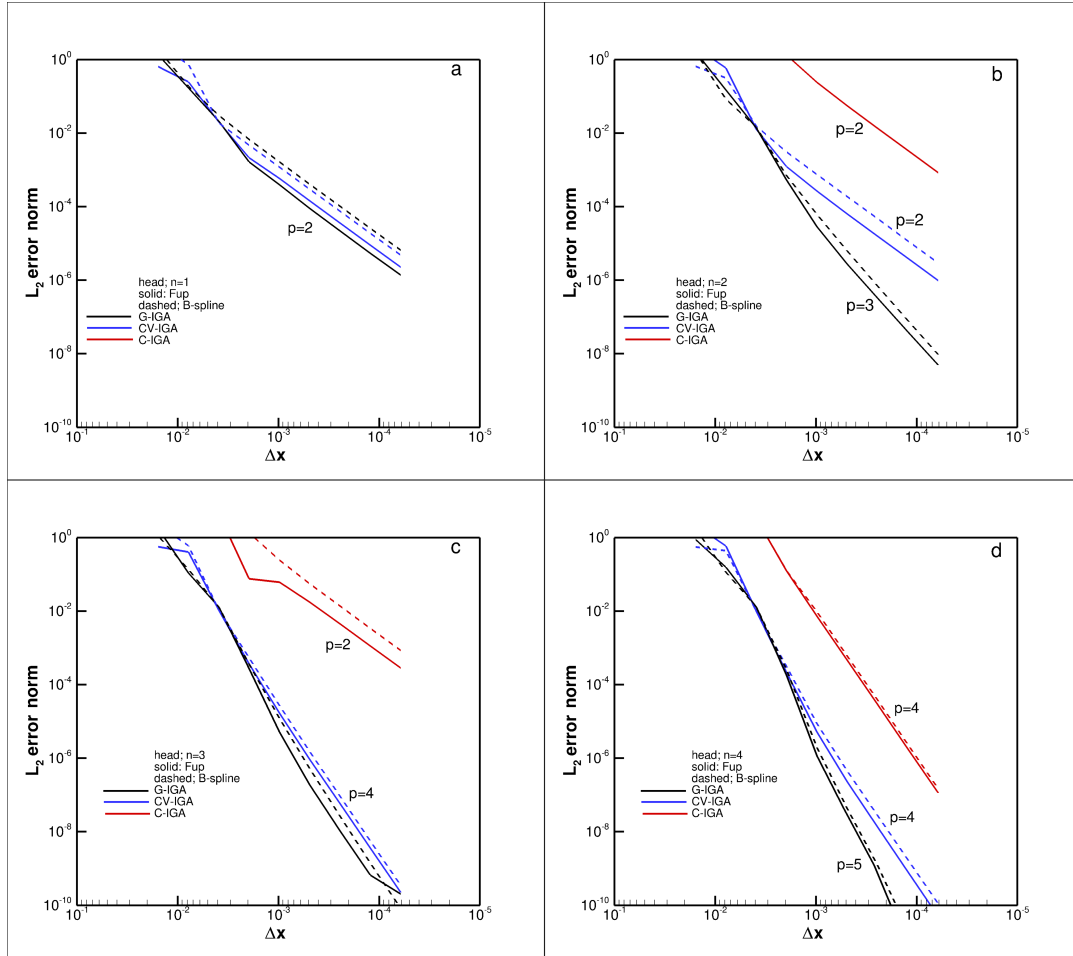 a
10^0
10^-2
10^-4
10^-6
10^-8
10^-10
L_2 error norm
p=2
head; n=1
solid: Fup
dashed; B-spline
G-IGA
CV-IGA
C-IGA
10^-1
10^-2
10^-3
10^-4
10^-5
Δx
b
10^0
10^-2
10^-4
10^-6
10^-8
10^-10
L_2 error norm
p=2
p=2
p=3
head; n=2
solid: Fup
dashed; B-spline
G-IGA
CV-IGA
C-IGA
10^-1
10^-2
10^-3
10^-4
10^-5
Δx
c
10^0
10^-2
10^-4
10^-6
10^-8
10^-10
L_2 error norm
p=2
p=4
head; n=3
solid: Fup
dashed; B-spline
G-IGA
CV-IGA
C-IGA
10^-1
10^-2
10^-3
10^-4
10^-5
Δx
d
10^0
10^-2
10^-4
10^-6
10^-8
10^-10
L_2 error norm
p=4
p=4
p=5
head; n=4
solid: Fup
dashed; B-spline
G-IGA
CV-IGA
C-IGA
10^-1
10^-2
10^-3
10^-4
10^-5
Δx